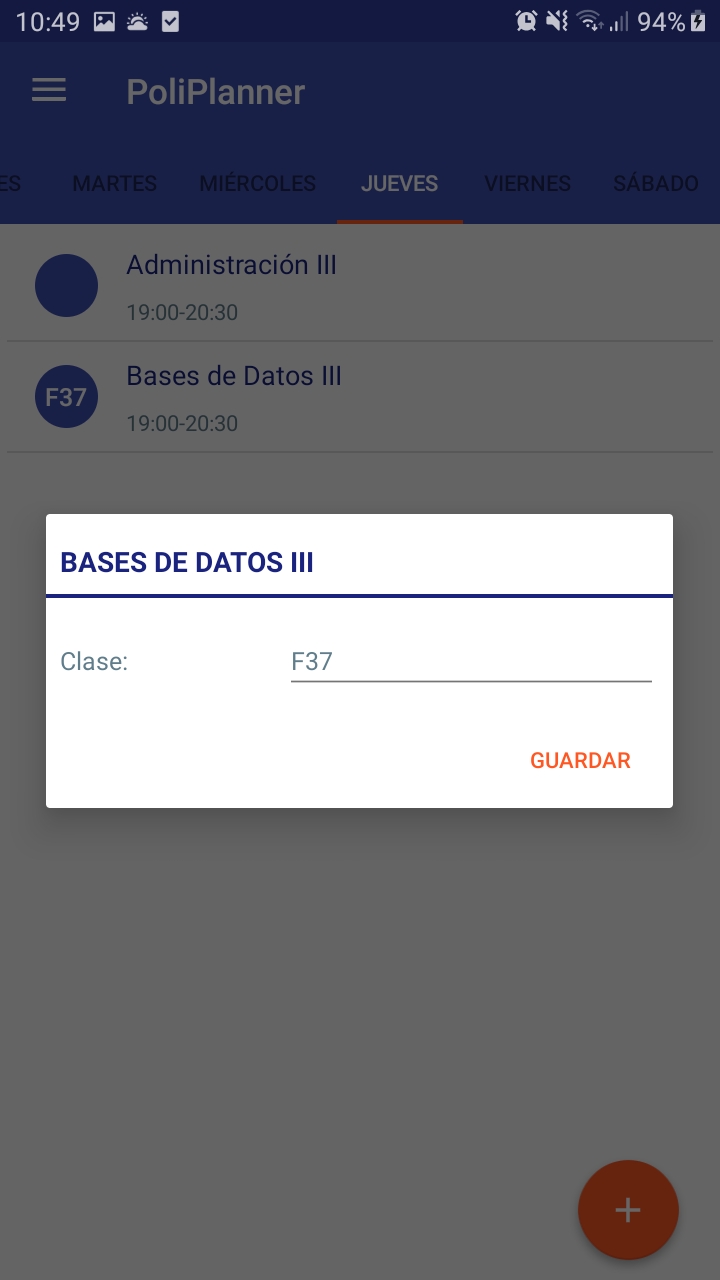 10:49 94%
PoliPlanner
ES MARTES MIÉRCOLES JUEVES VIERNES SÁBADO
Administración III
19:00-20:30
F37
Bases de Datos III
19:00-20:30
BASES DE DATOS III
Clase: F37
GUARDAR
+